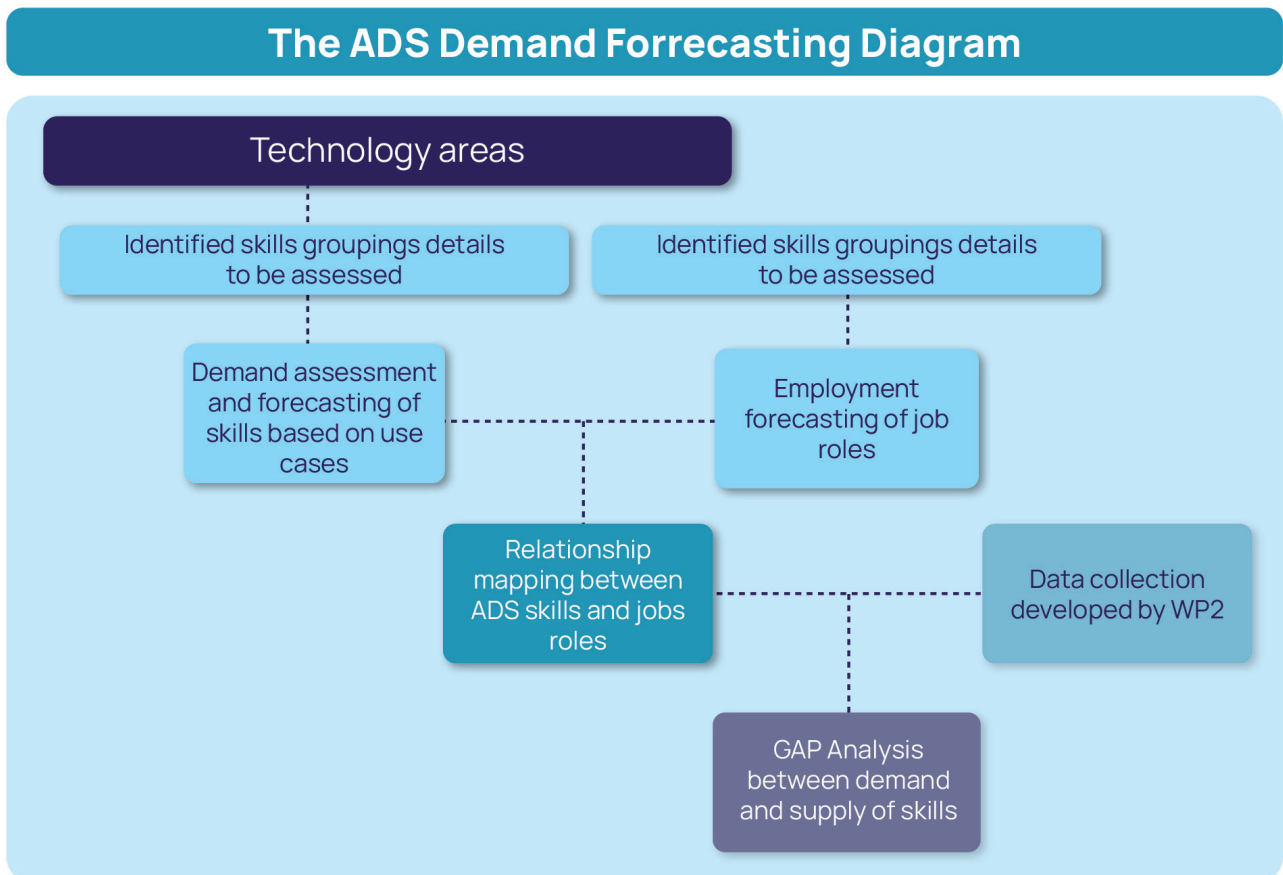 The ADS Demand Forrecasting Diagram
Technology areas
Identified skills groupings details
to be assessed
Identified skills groupings details
to be assessed
Demand assessment
and forecasting of
skills based on use
cases
Employment
forecasting of job
roles
Relationship
mapping between
ADS skills and jobs
roles
Data collection
developed by WP2
GAP Analysis
between demand
and supply of skills